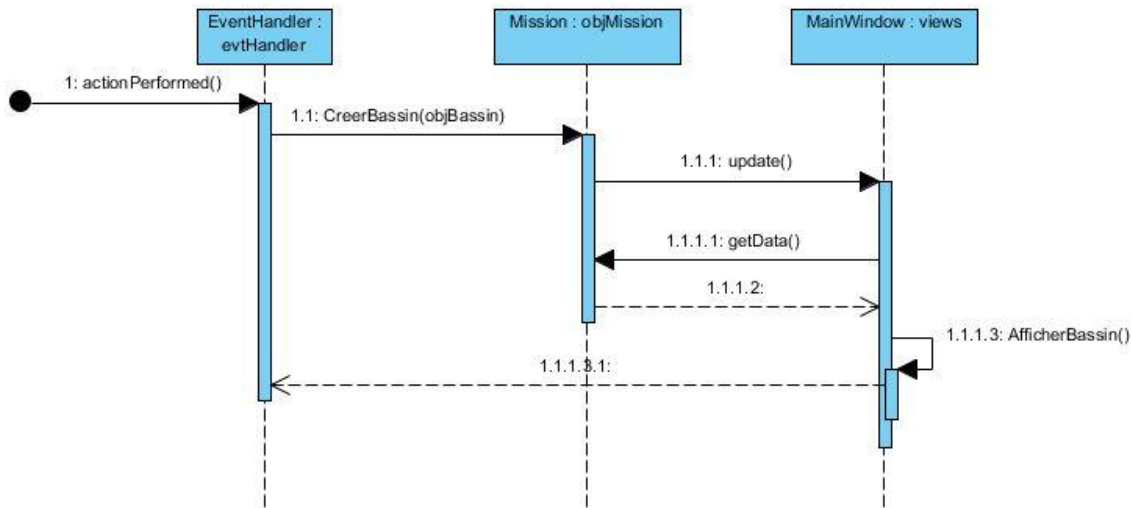 EventHandler :
evtHandler
Mission : objMission
MainWindow : views
1: actionPerformed()
1.1: CreerBassin(objBassin)
1.1.1: update()
1.1.1.1: getData()
1.1.1.2:
1.1.1.3: AfficherBassin()
1.1.1.3.1: